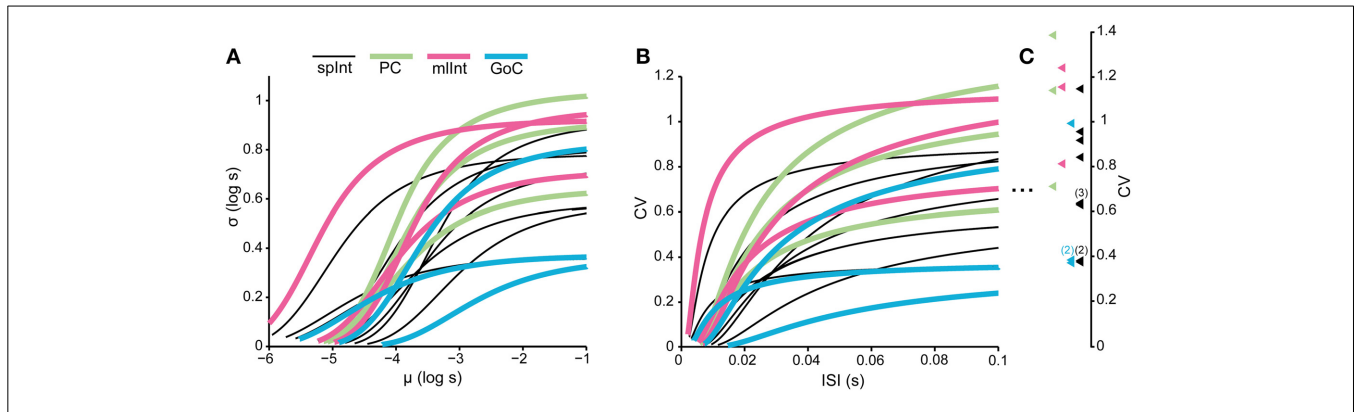 A
spInt PC mlInt GoC
1
0.8
0.6
0.4
0.2
0
σ (log s)
−6 −5 −4 −3 −2 −1
μ (log s)
B
1.2
1
0.8
0.6
0.4
0.2
0
CV
0 0.02 0.04 0.06 0.08 0.1
ISI (s)
...
C
(3)
(2)(2)
1.4
1.2
1
0.8
0.6
0.4
0.2
0
CV